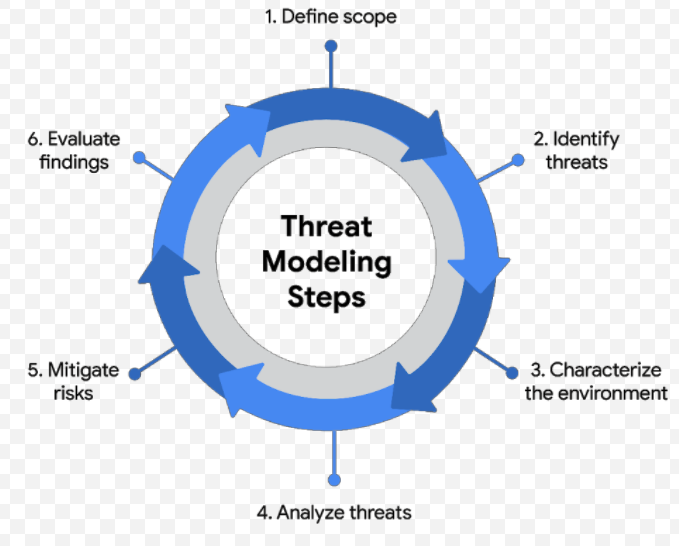 1. Define scope
2. Identify
threats
3. Characterize
the environment
4. Analyze threats
5. Mitigate
risks
6. Evaluate
findings
Threat
Modeling
Steps